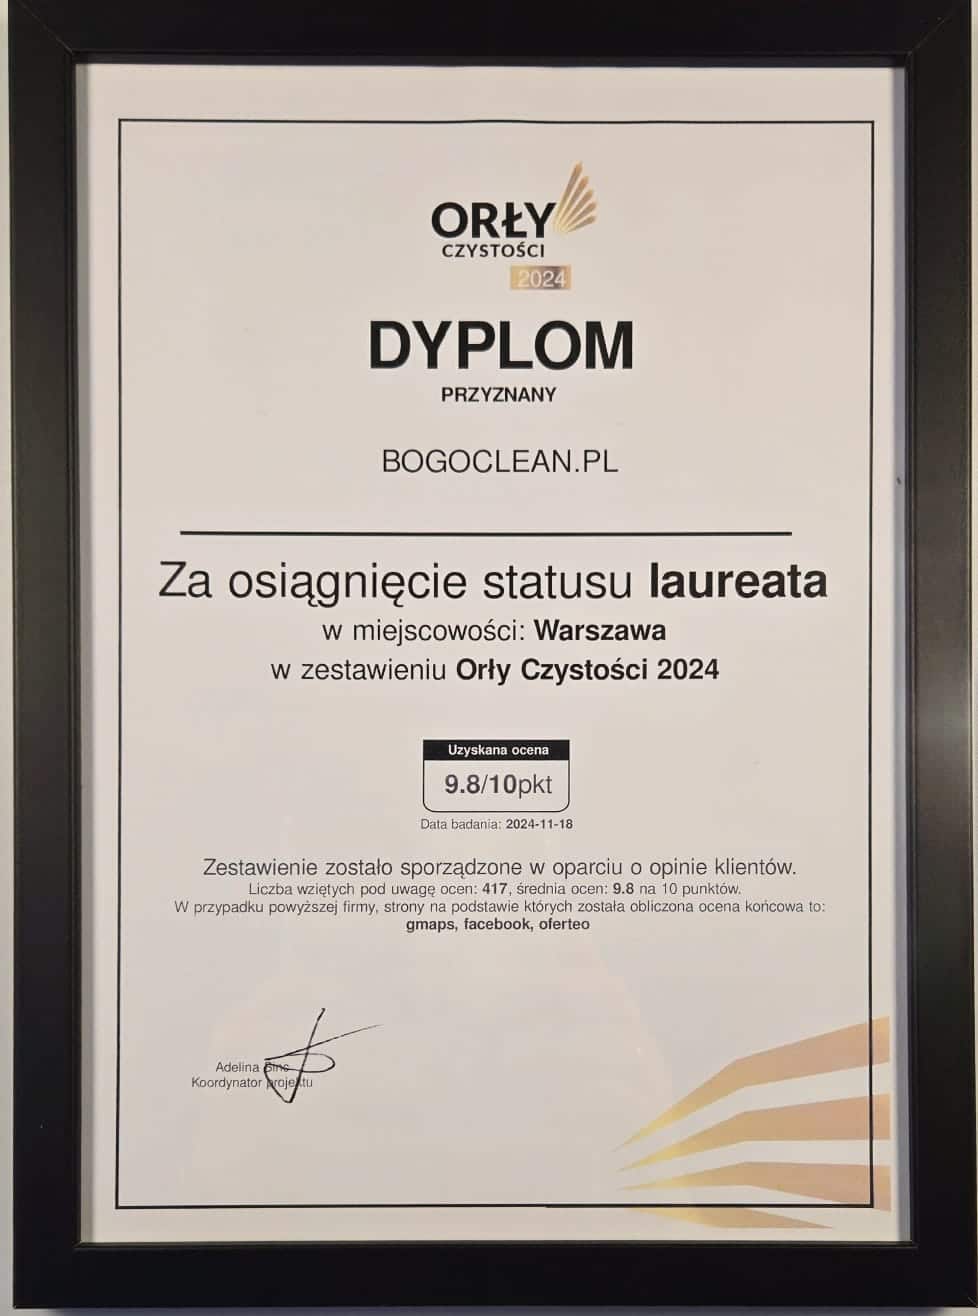 ORŁY
CZYSTOŚCI
2024
DYPLOM
PRZYZNANY
BOGOCLEAN.PL
Za osiągnięcie statusu laureata
w miejscowości: Warszawa
w zestawieniu Orły Czystości 2024
Uzyskana ocena
9.8/10pkt
Data badania: 2024-11-18
Zestawienie zostało sporządzone w oparciu o opinie klientów.
Liczba wziętych pod uwagę ocen: 417, średnia ocen: 9.8 na 10 punktów.
W przypadku powyższej firmy, strony na podstawie których została obliczona ocena końcowa to:
gmaps, facebook, oferteo
Adelina
Koordynator projektu